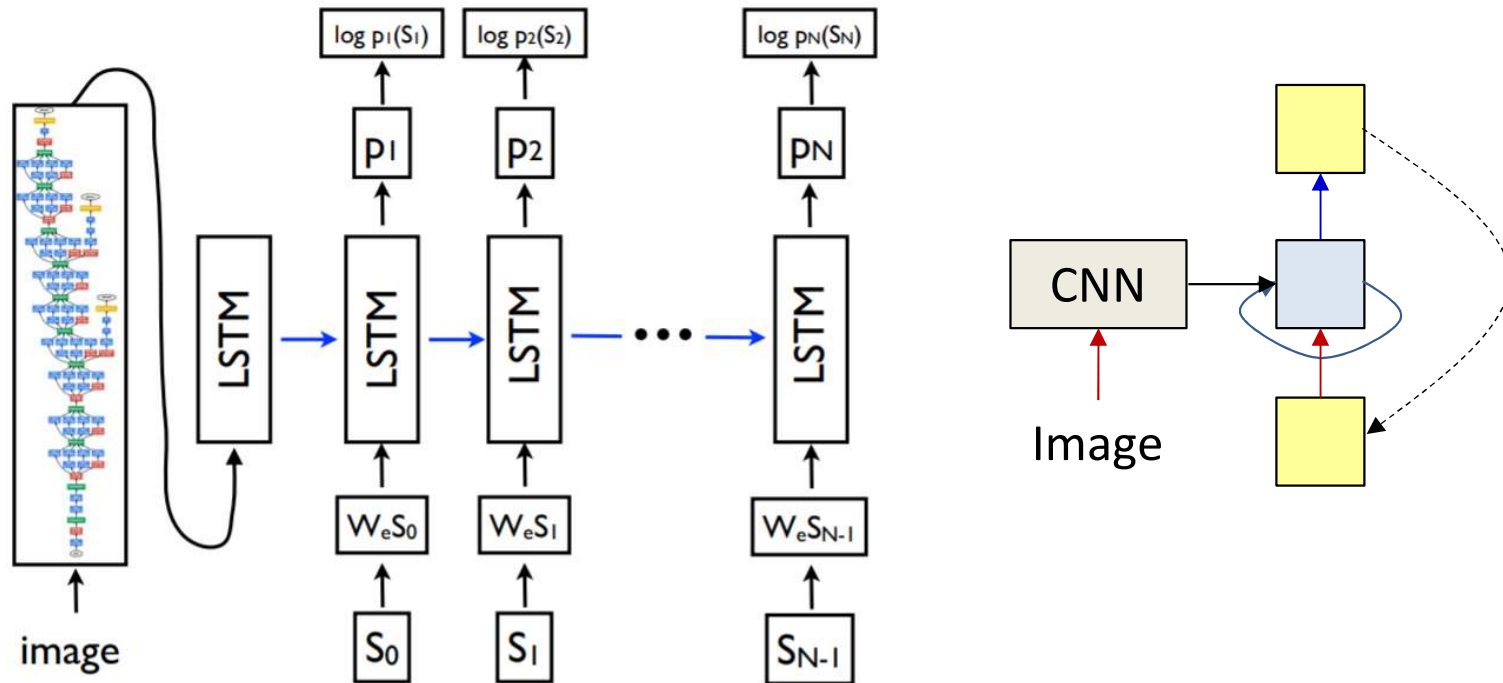 log p1(S1) log p2(S2) log pN(SN)
p1 p2 pN
CNN
LSTM LSTM LSTM LSTM
Image
WeS0 WeS1 WeSN-1
image S0 S1 SN-1